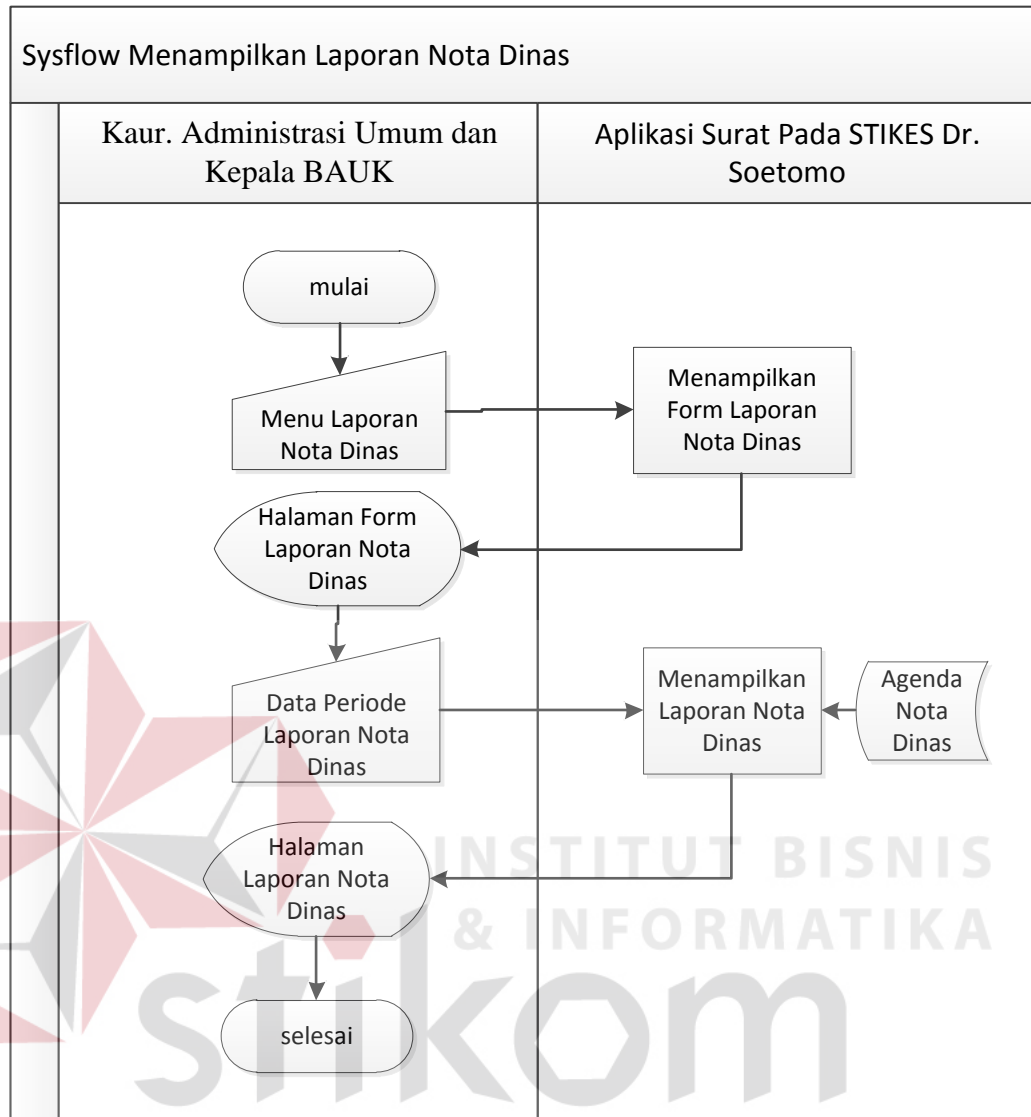 Sysflow Menampilkan Laporan Nota Dinas
Kaur. Administrasi Umum dan
Kepala BAUK
Aplikasi Surat Pada STIKES Dr.
Soetomo
mulai
Menu Laporan
Nota Dinas
Menampilkan
Form Laporan
Nota Dinas
Halaman Form
Laporan Nota
Dinas
Data Periode
Laporan Nota
Dinas
Menampilkan
Laporan Nota
Dinas
Agenda
Nota
Dinas
Halaman
Laporan Nota
Dinas
selesai
INSTITUT BISNIS
& INFORMATIKA
stikom